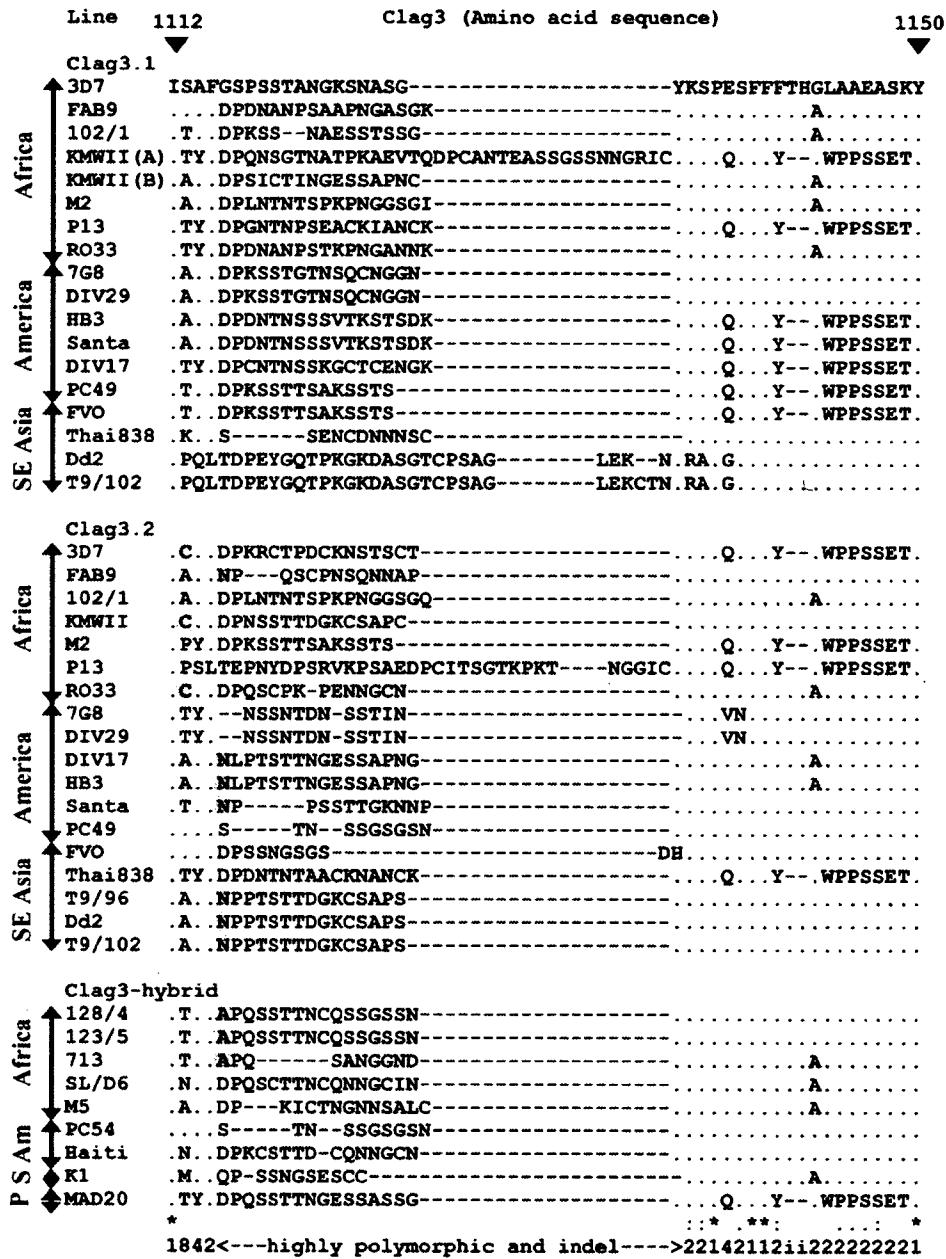 Line 1112 Clag3 (Amino acid sequence) 1150
Clag3.1
3D7 ISAFGSPSSTANGKSNASG---------------------YKSPESFFFTHGLAAEASKY
FAB9 ....DPDNANPSAAPNGASGK-------------------...........A........
102/1 .T..DPKSS--NAESSTSSG--------------------...........A........
KMWII(A) .TY.DPQNSGTNATPKAEVTQDPCANTEASSGSSNNGRIC....Q...Y--.WPPSSET.
KMWII(B) .A..DPSICTINGESSAPNC--------------------...........A........
M2 .A..DPLNTNTSPKPNGGSGI-------------------...........A........
P13 .TY.DPGNTNPSEACKIANCK-------------------....Q...Y--.WPPSSET.
RO33 .TY.DPDNANPSTKPNGANNK-------------------...........A........
7G8 .A..DPKSSTGTNSQCNGGN--------------------....................
DIV29 .A..DPKSSTGTNSQCNGGN--------------------....................
HB3 .A..DPDNTNSSSVTKSTSDK-------------------....Q...Y--.WPPSSET.
Santa .A..DPDNTNSSSVTKSTSDK-------------------....Q...Y--.WPPSSET.
DIV17 .TY.DPCNTNSSKGCTCENGK-------------------....Q...Y--.WPPSSET.
PC49 .T..DPKSSTTSAKSSTS----------------------....Q...Y--.WPPSSET.
FVO .T..DPKSSTTSAKSSTS----------------------....Q...Y--.WPPSSET.
Thai838 .K..S------SENCDNNNSC--------------------...................
Dd2 .PQLTDPEYGQTPKGKDASGTCPSAG--------LEK--N.RA.G...............
T9/102 .PQLTDPEYGQTPKGKDASGTCPSAG--------LEKCTN.RA.G...............
Africa
America
SE Asia
Clag3.2
3D7 .C..DPKRCTPDCKNSTSCT--------------------....Q...Y--.WPPSSET.
FAB9 .A..NP---QSCPNSQNNAP--------------------....................
102/1 .A..DPLNTNTSPKPNGGSGQ-------------------...........A........
KMWII .C..DPNSSTTDGKCSAPC---------------------....................
M2 .PY.DPKSSTTSAKSSTS----------------------....Q...Y--.WPPSSET.
P13 .PSLTEPNYDPSRVKPSAEDPCITSGTKPKT----NGGIC....Q...Y--.WPPSSET.
RO33 .C..DPQSCPK-PENNGCN---------------------...........A........
7G8 .TY.--NSSNTDN-SSTIN----------------------...VN..............
DIV29 .TY.--NSSNTDN-SSTIN----------------------...VN..............
DIV17 .A..NLPTSTTNGESSAPNG--------------------...........A........
HB3 .A..NLPTSTTNGESSAPNG--------------------...........A........
Santa .T..NP-----PSSTTGKNNP-------------------....................
PC49 ....S-----TN--SSGSGSN-------------------....................
FVO ....DPSSNGSGS--------------------------DH...................
Thai838 .TY.DPDNTNTAACKNANCK--------------------....Q...Y--.WPPSSET.
T9/96 .A..NPPTSTTDGKCSAPS---------------------....................
Dd2 .A..NPPTSTTDGKCSAPS---------------------....................
T9/102 .A..NPPTSTTDGKCSAPS---------------------....................
Africa
America
SE Asia
Clag3-hybrid
128/4 .T..APQSSTTNCQSSGSSN--------------------....................
123/5 .T..APQSSTTNCQSSGSSN--------------------....................
713 .T..APQ------SANGGND--------------------...........A........
SL/D6 .N..DPQSCTTNCQNNGCIN--------------------...........A........
M5 .A..DP---KICTNGNNSALC-------------------...........A........
PC54 ....S-----TN--SSGSGSN-------------------....................
Haiti .N..DPKCSTTD-CQNNGCN--------------------....................
K1 .M..QP-SSNGSESCC-------------------------..........A........
MAD20 .TY.DPQSSTTNGESSASSG--------------------....Q...Y--.WPPSSET.
Africa
P S Am
* ::* .** : ...: *
1842<---highly polymorphic and indel---->22142112ii222222221